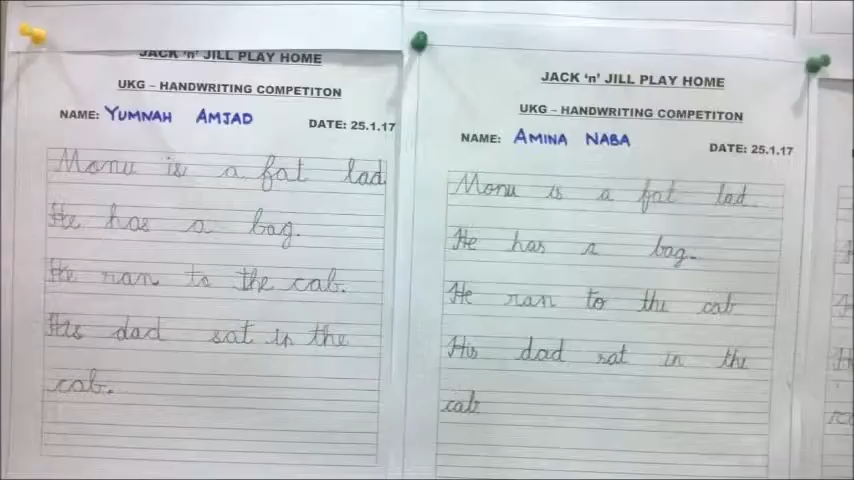 JACK 'n' JILL PLAY HOME
UKG – HANDWRITING COMPETITON
NAME: YUMNAH AMJAD
DATE: 25.1.17
Monu is a fat lad
He has a bag.
He ran to the cab.
His dad sat in the
cab.
JACK 'n' JILL PLAY HOME
UKG – HANDWRITING COMPETITON
NAME: AMINA NABA
DATE: 25.1.17
Monu is a fat lad
He has a bag.
He ran to the cab
His dad sat in the
cab